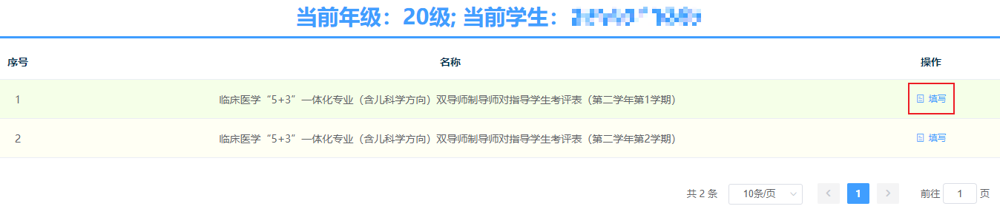 当前年级：20级; 当前学生：
序号 名称 操作
1 临床医学“5+3”一体化专业（含儿科学方向）双导师制导师对指导学生考评表（第二学年第1学期） 填写
2 临床医学“5+3”一体化专业（含儿科学方向）双导师制导师对指导学生考评表（第二学年第2学期） 填写
共 2 条 10条/页 1 前往 1 页